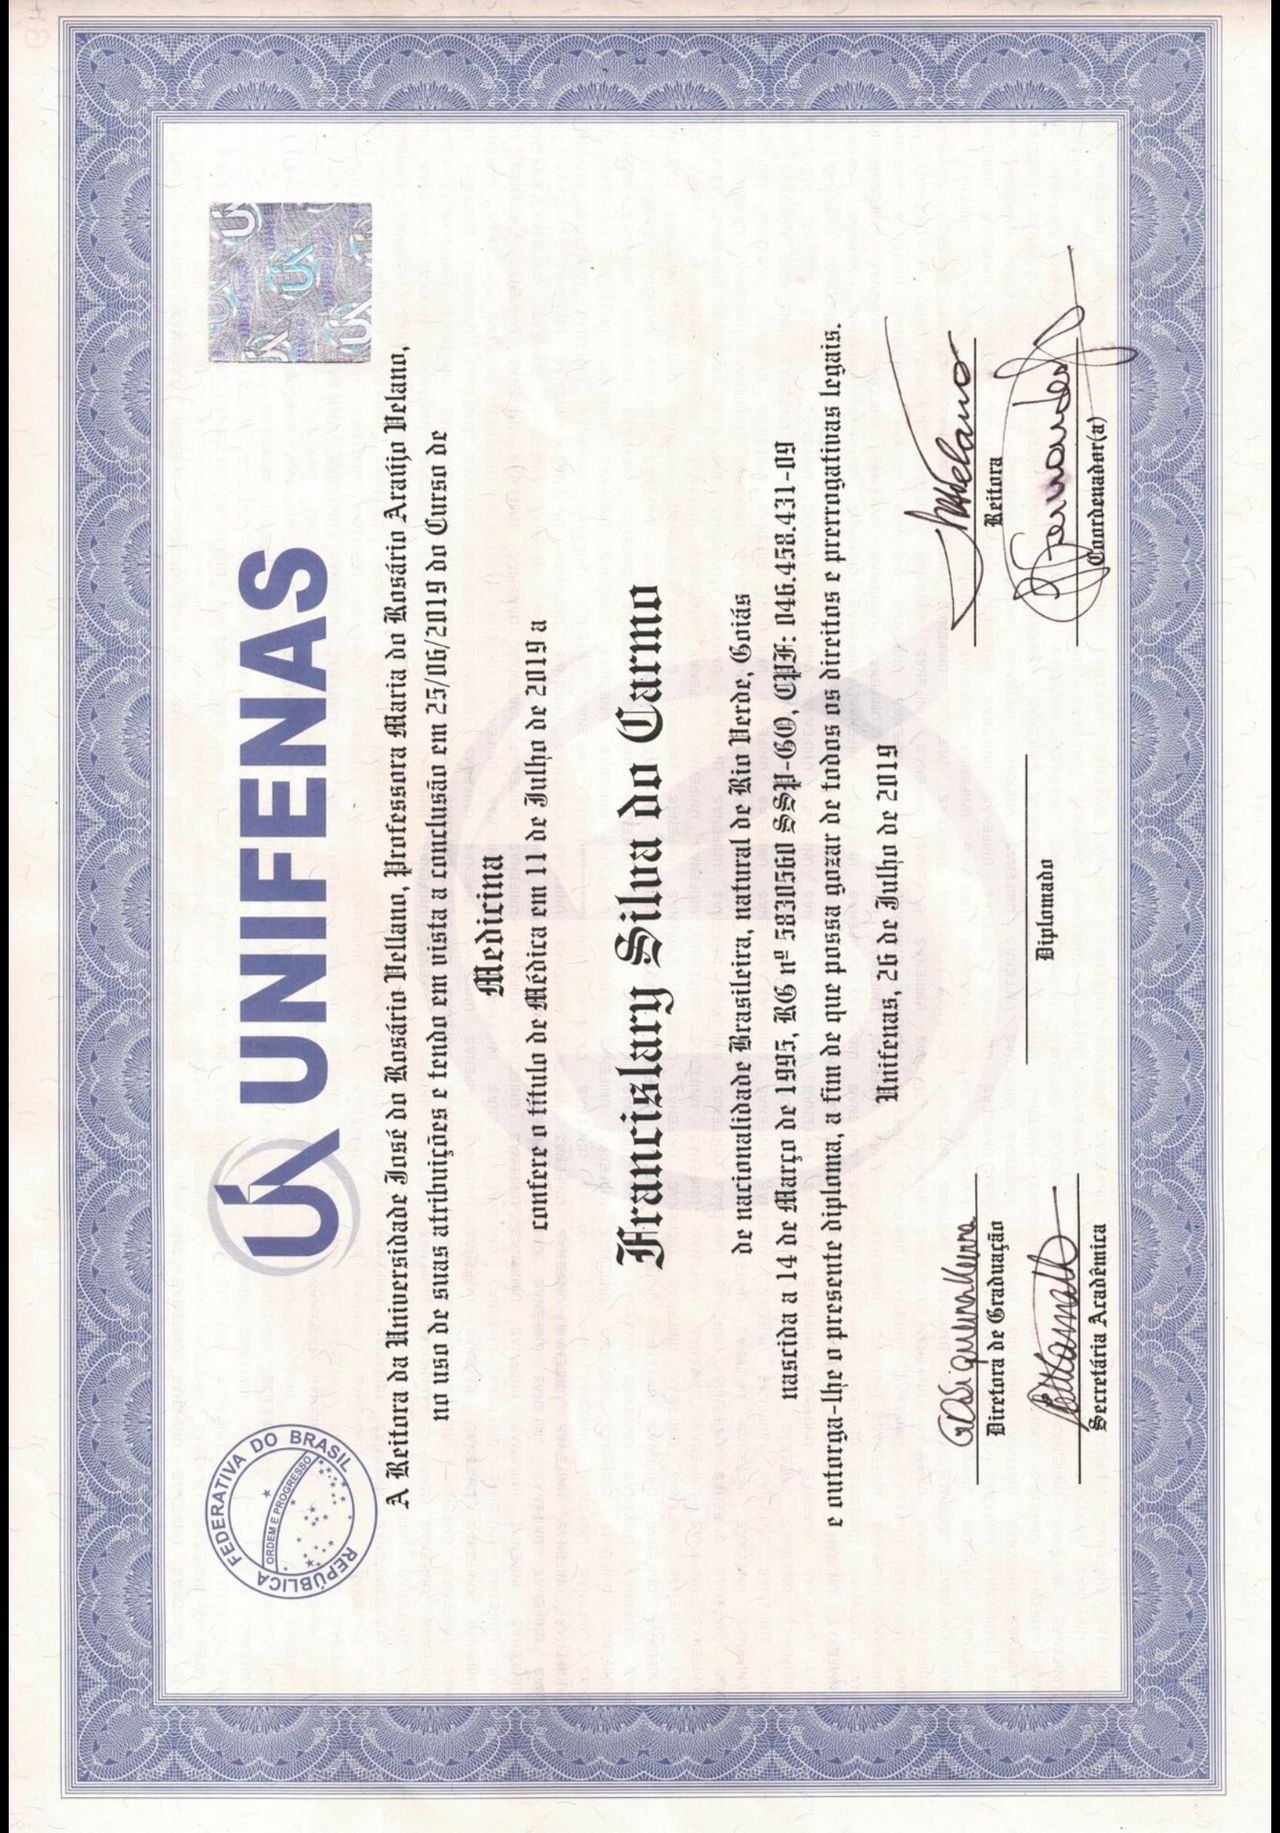 REPÚBLICA FEDERATIVA DO BRASIL
ORDEM E PROGRESSO
UNIFENAS
A Reitora da Universidade José do Rosário Vellano, Professora Maria do Rosário Araújo Velano,
no uso de suas atribuições e tendo em vista a conclusão em 25/06/2019 do Curso de
Medicina
confere o título de Médica em 11 de Julho de 2019 a
Francislary Silva do Carmo
de nacionalidade Brasileira, natural de Rio Verde, Goiás
nascida a 14 de Março de 1995, RG nº 5830560 SSP-GO, CPF: 046.458.431-09
e outorga-lhe o presente diploma, a fim de que possa gozar de todos os direitos e prerrogativas legais.
Unifenas, 26 de Julho de 2019
Diretora de Graduação
Secretária Acadêmica
Diplomado
Reitora
Coordenador(a)